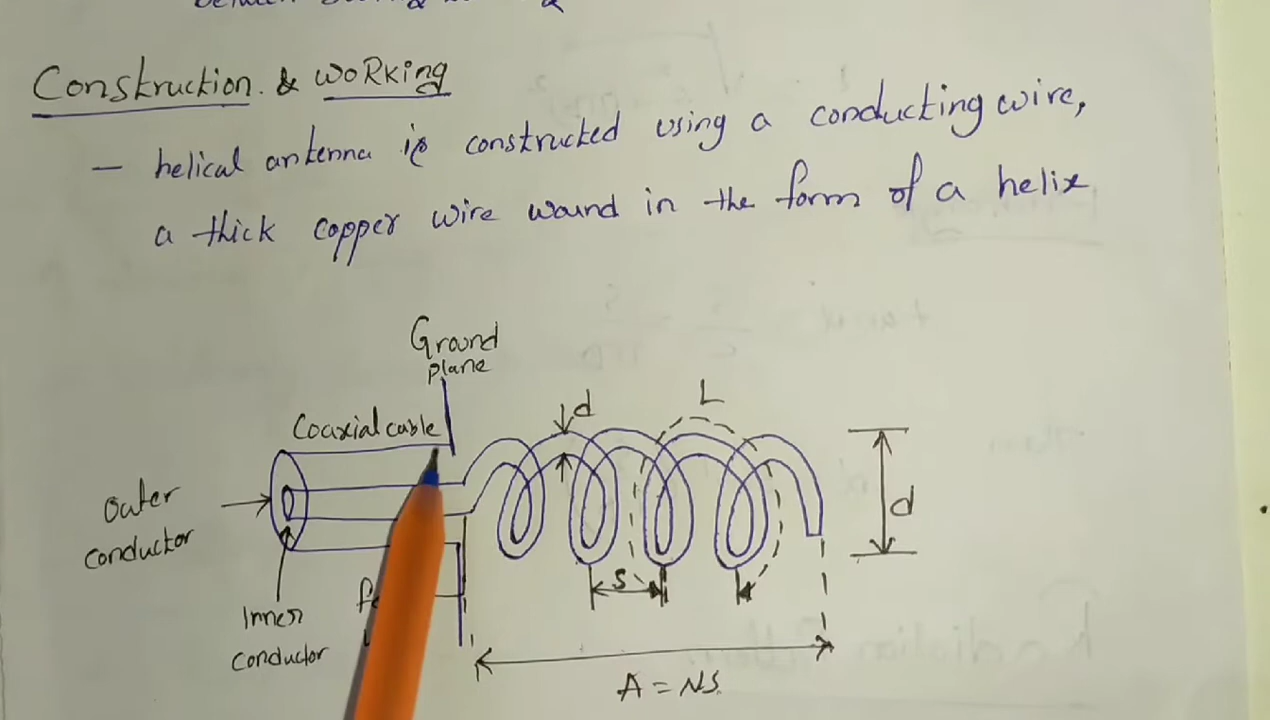 Construction & working
– helical antenna is constructed using a conducting wire,
a thick copper wire wound in the form of a helix
Ground
plane
Coaxial cable
d
L
outer
conductor
d
S
Inner
conductor
A = NS.